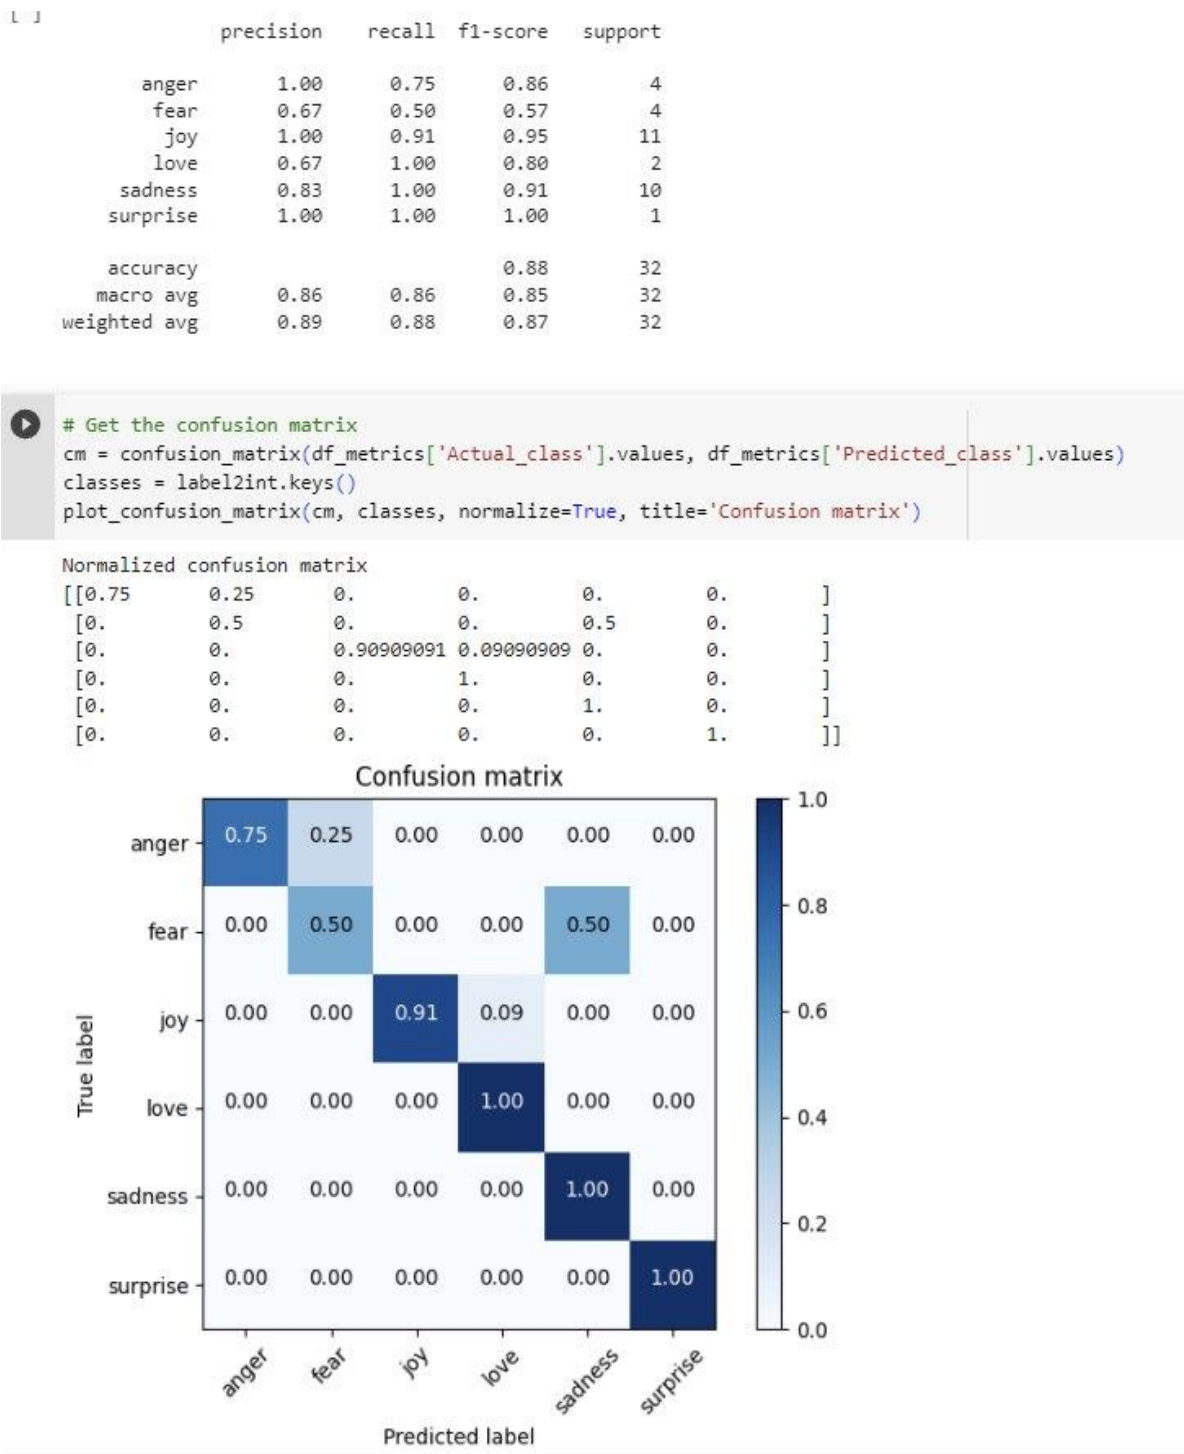 [ ]
precision recall f1-score support
anger 1.00 0.75 0.86 4
fear 0.67 0.50 0.57 4
joy 1.00 0.91 0.95 11
love 0.67 1.00 0.80 2
sadness 0.83 1.00 0.91 10
surprise 1.00 1.00 1.00 1
accuracy 0.88 32
macro avg 0.86 0.86 0.85 32
weighted avg 0.89 0.88 0.87 32
# Get the confusion matrix
cm = confusion_matrix(df_metrics['Actual_class'].values, df_metrics['Predicted_class'].values)
classes = label2int.keys()
plot_confusion_matrix(cm, classes, normalize=True, title='Confusion matrix')
Normalized confusion matrix
[[0.75 0.25 0. 0. 0. 0. ]
[0. 0.5 0. 0. 0.5 0. ]
[0. 0. 0.90909091 0.09090909 0. 0. ]
[0. 0. 0. 1. 0. 0. ]
[0. 0. 0. 0. 1. 0. ]
[0. 0. 0. 0. 0. 1. ]]
Confusion matrix
anger 0.75 0.25 0.00 0.00 0.00 0.00
fear 0.00 0.50 0.00 0.00 0.50 0.00
joy 0.00 0.00 0.91 0.09 0.00 0.00
love 0.00 0.00 0.00 1.00 0.00 0.00
sadness 0.00 0.00 0.00 0.00 1.00 0.00
surprise 0.00 0.00 0.00 0.00 0.00 1.00
True label
anger fear joy love sadness surprise
Predicted label
1.0
0.8
0.6
0.4
0.2
0.0